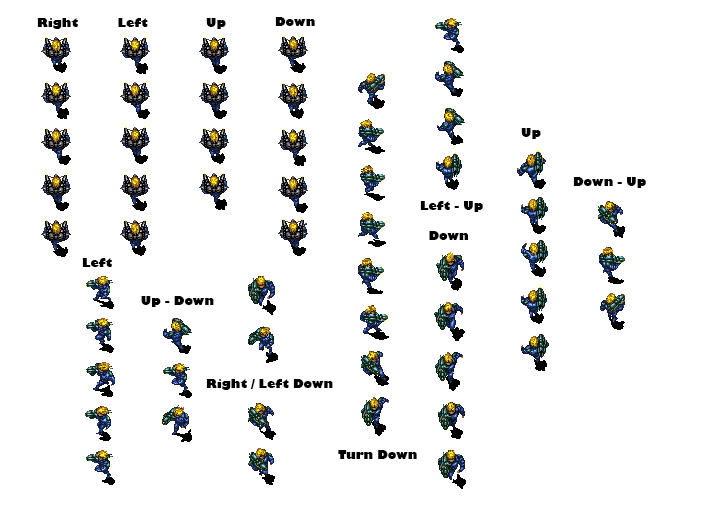 Right
Left
Up
Down
Up
Down - Up
Left - Up
Down
Left
Up - Down
Right / Left Down
Turn Down